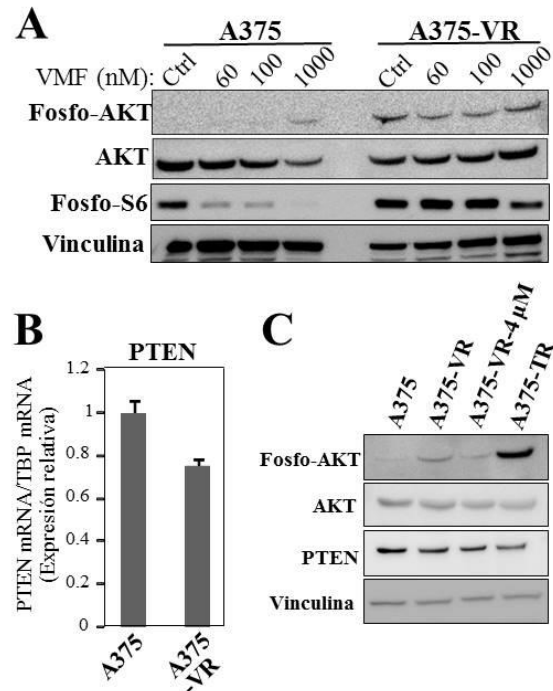 A
A375
A375-VR
VMF (nM):
Ctrl
60
100
1000
Ctrl
60
100
1000
Fosfo-AKT
AKT
Fosfo-S6
Vinculina
B
PTEN
PTEN mRNA/TBP mRNA
(Expresión relativa)
1.2
1
0.8
0.6
0.4
0.2
0
A375
A375
-VR
C
A375
A375-VR
A375-VR-4 µM
A375-TR
Fosfo-AKT
AKT
PTEN
Vinculina